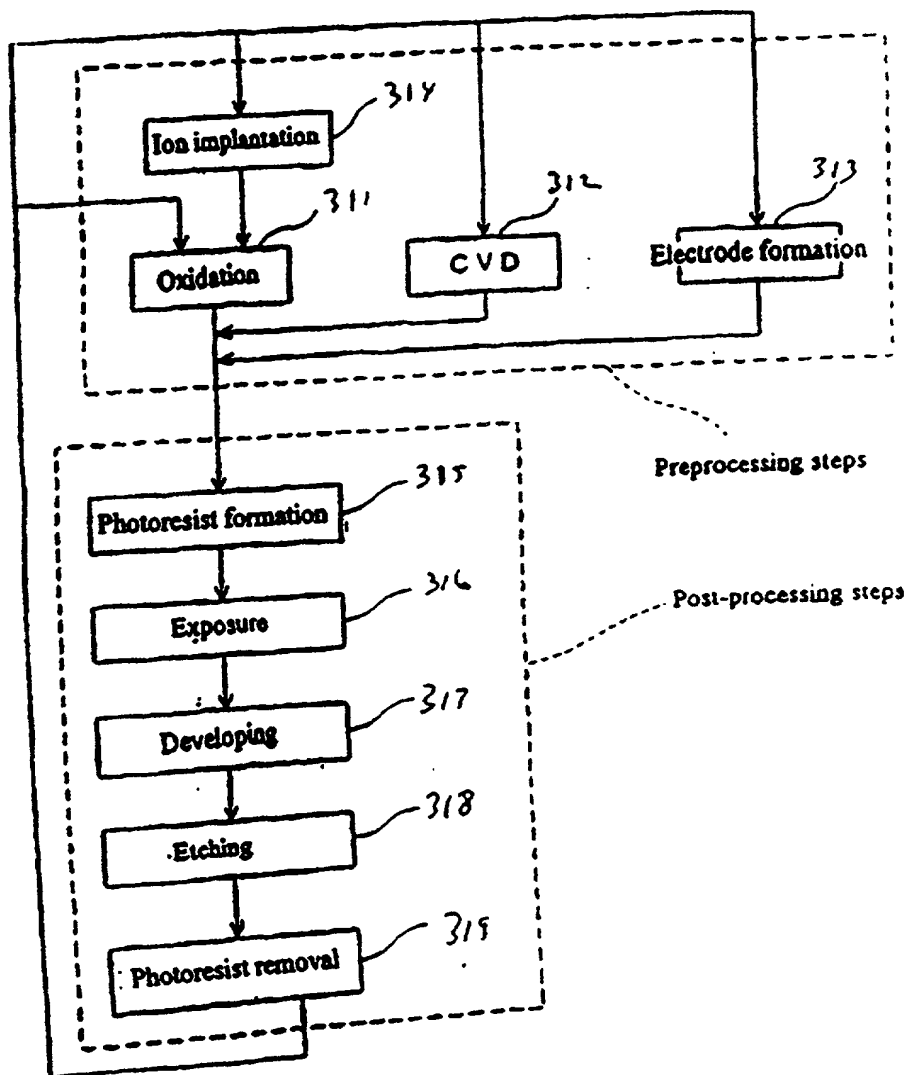 314
Ion implantation
311
312
313
Oxidation
CVD
Electrode formation
Preprocessing steps
315
Photoresist formation
316
Post-processing steps
Exposure
317
Developing
318
Etching
319
Photoresist removal